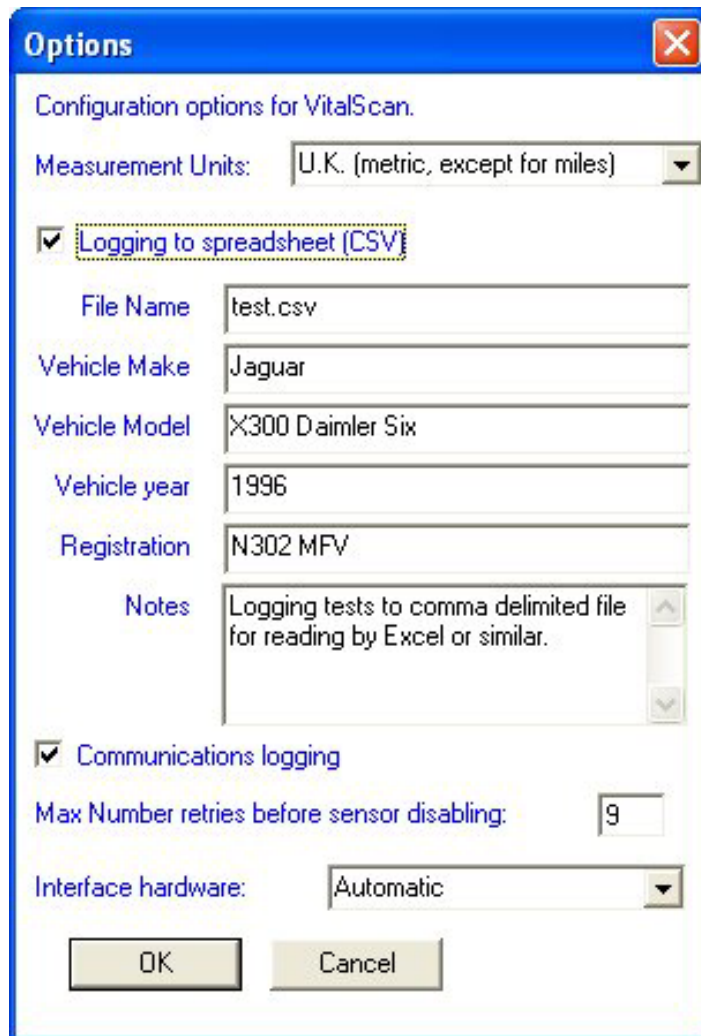 Options
Configuration options for VitalScan.
Measurement Units: U.K. (metric, except for miles)
Logging to spreadsheet (CSV)
File Name test.csv
Vehicle Make Jaguar
Vehicle Model X300 Daimler Six
Vehicle year 1996
Registration N302 MFV
Notes Logging tests to comma delimited file
for reading by Excel or similar.
Communications logging
Max Number retries before sensor disabling: 9
Interface hardware: Automatic
OK Cancel